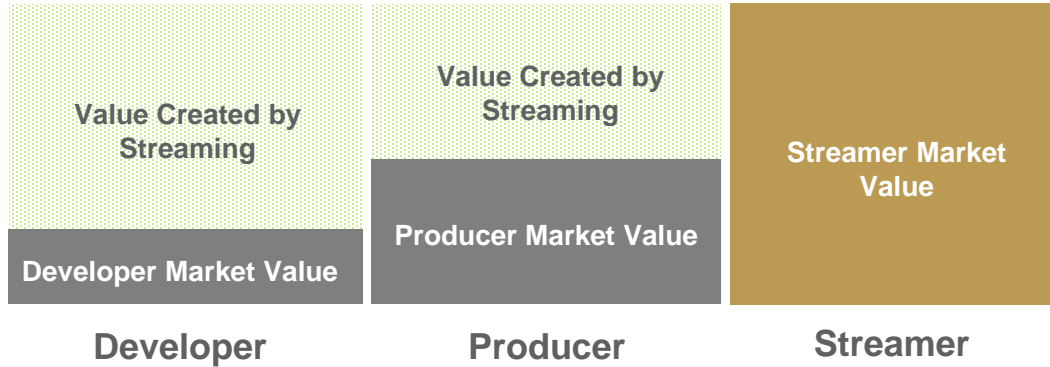 Value Created by
Streaming
Developer Market Value
Developer
Value Created by
Streaming
Producer Market Value
Producer
Streamer Market
Value
Streamer